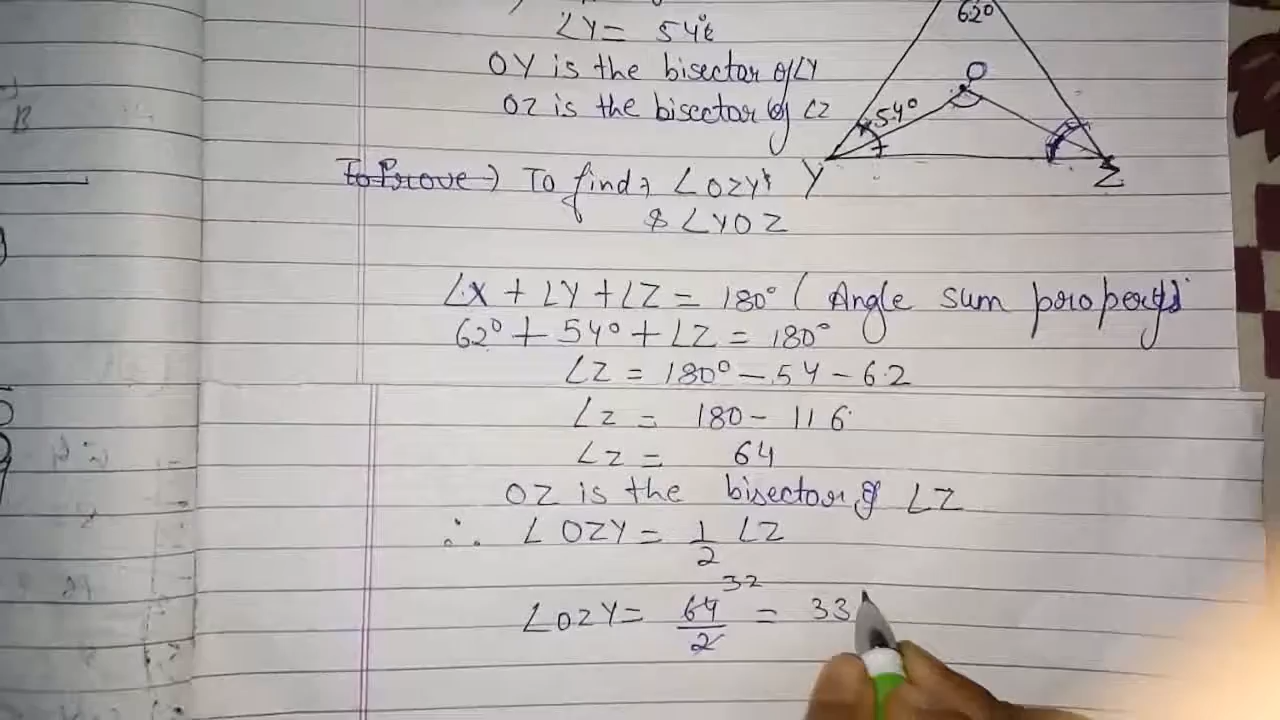 ∠Y = 54°
62°
OY is the bisector of ∠Y
O
OZ is the bisector of ∠Z
54°
To Prove → To find → ∠OZY
Y
Z
& ∠YOZ
∠X + ∠Y + ∠Z = 180° (Angle sum property)
62° + 54° + ∠Z = 180°
∠Z = 180° - 54 - 62
∠Z = 180 - 116
∠Z = 64
OZ is the bisector of ∠Z
∴ ∠OZY = 1/2 ∠Z
32
∠OZY = 64/2 = 33
B